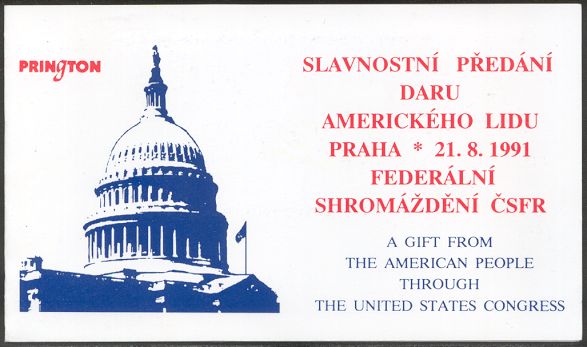 PRINgTON
SLAVNOSTNÍ PŘEDÁNÍ
DARU
AMERICKÉHO LIDU
PRAHA * 21. 8. 1991
FEDERÁLNÍ
SHROMÁŽDĚNÍ ČSFR
A GIFT FROM
THE AMERICAN PEOPLE
THROUGH
THE UNITED STATES CONGRESS